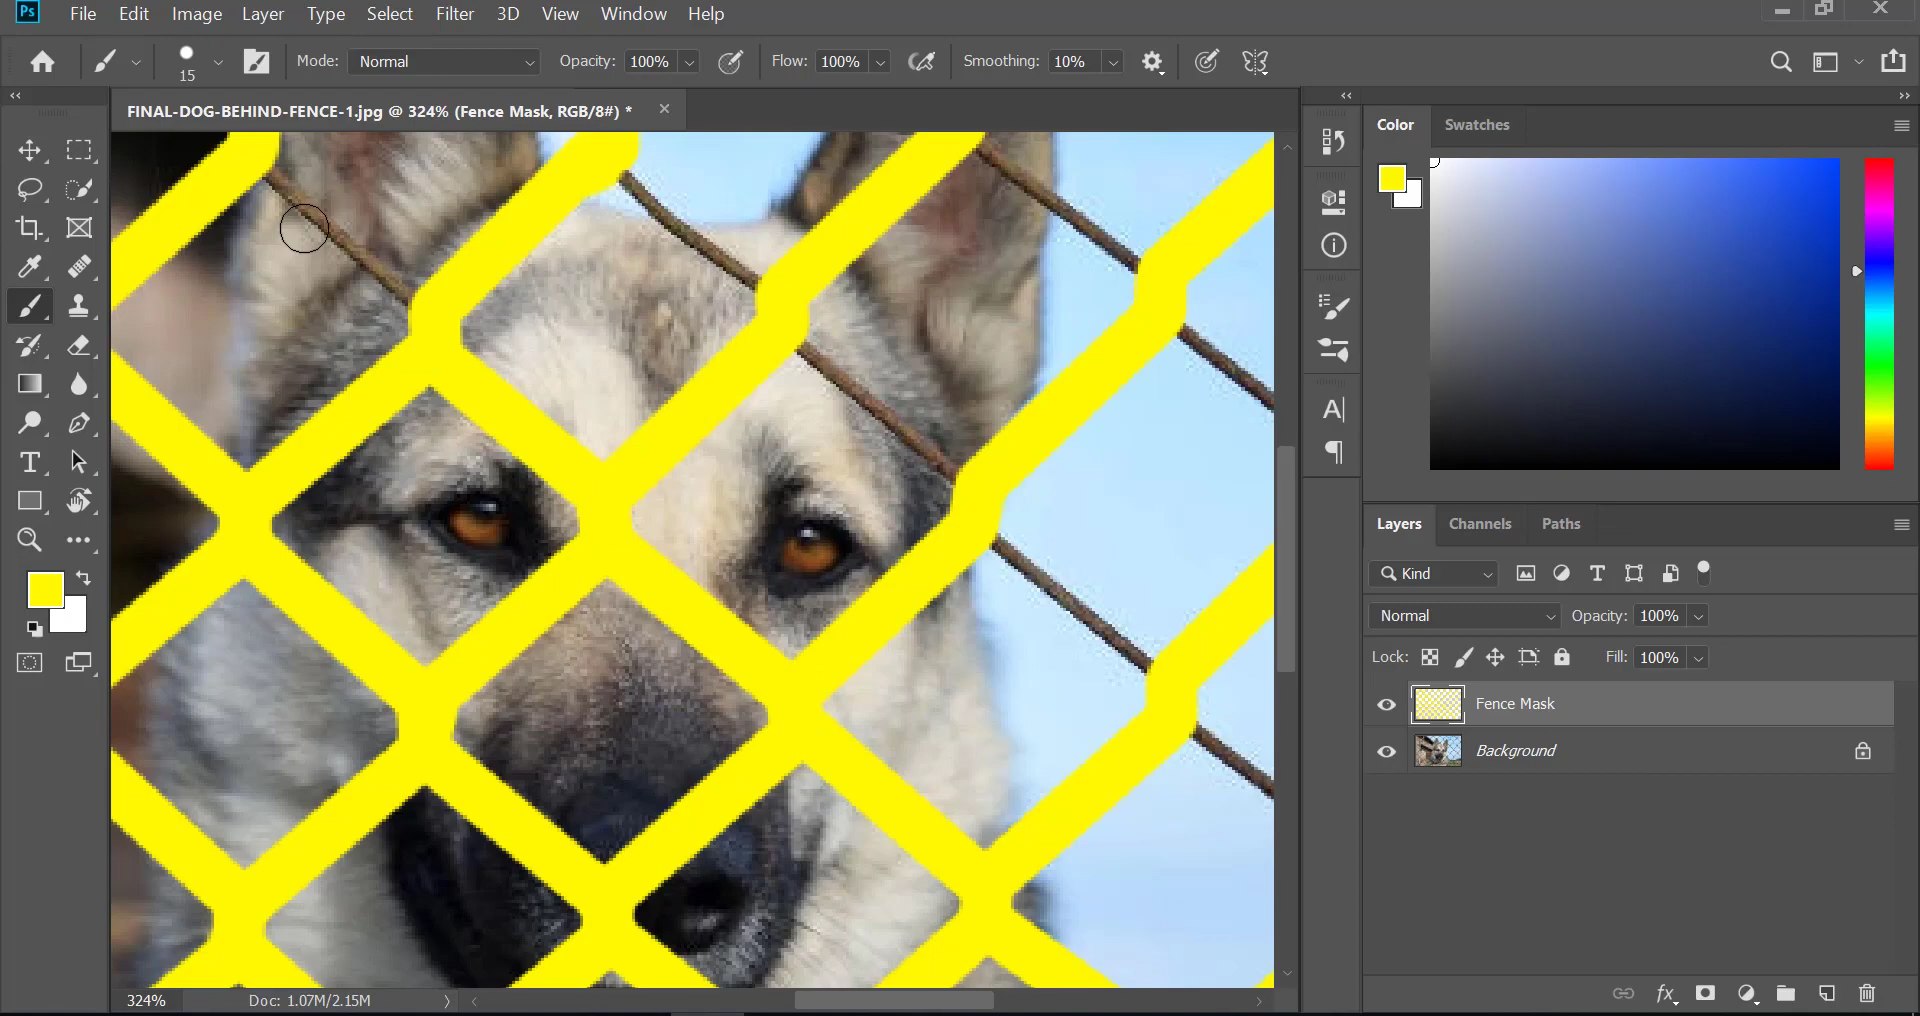 Ps File Edit Image Layer Type Select Filter 3D View Window Help
15 Mode: Normal Opacity: 100% Flow: 100% Smoothing: 10%
FINAL-DOG-BEHIND-FENCE-1.jpg @ 324% (Fence Mask, RGB/8#) *
Color Swatches
Layers Channels Paths
Kind
Normal Opacity: 100%
Lock: Fill: 100%
Fence Mask
Background
fx
324% Doc: 1.07M/2.15M